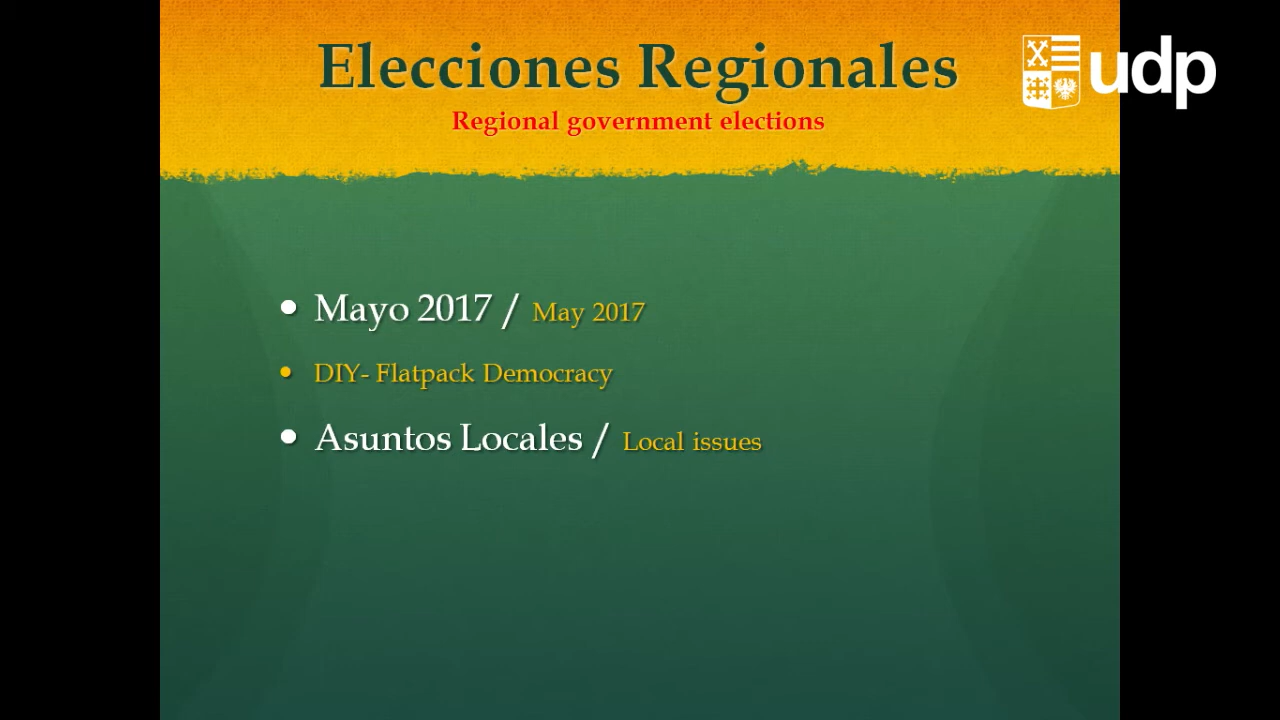 Elecciones Regionales
Regional government elections
udp
• Mayo 2017 / May 2017
• DIY- Flatpack Democracy
• Asuntos Locales / Local issues